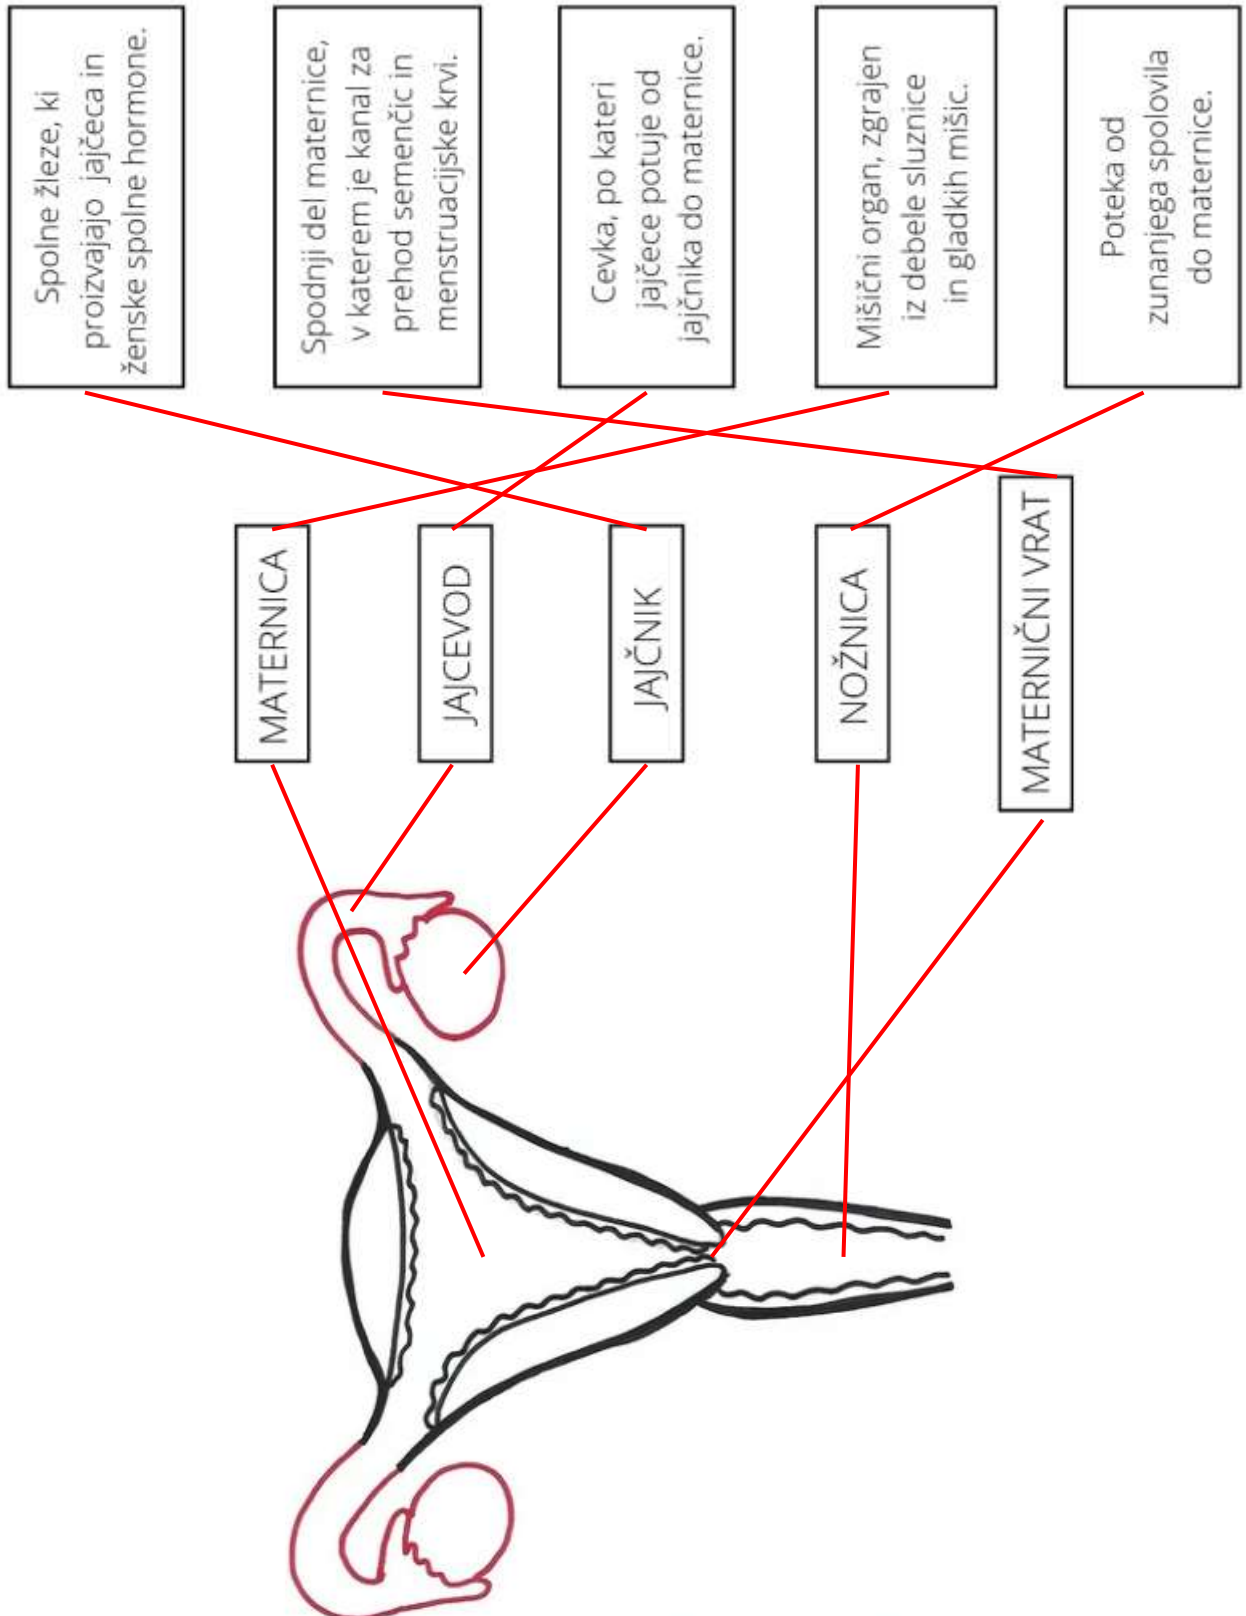 Spolne žleze, ki
proizvajajo jajčeca in
ženske spolne hormone.
Spodnji del maternice,
v katerem je kanal za
prehod semenčic in
menstruacijske krvi.
Cevka, po kateri
jajčece potuje od
jajčnika do maternice.
Mišični organ, zgrajen
iz debele sluznice
in gladkih mišic.
Poteka od
zunanjega spolovila
do maternice.
MATERNICA
JAJCEVOD
JAJČNIK
NOŽNICA
MATERNIČNI VRAT